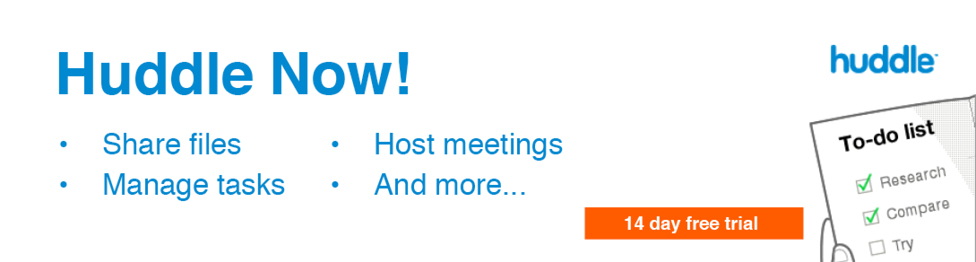 Huddle Now!
• Share files
• Manage tasks
• Host meetings
• And more...
14 day free trial
huddle™
To-do list
Research
Compare
Try